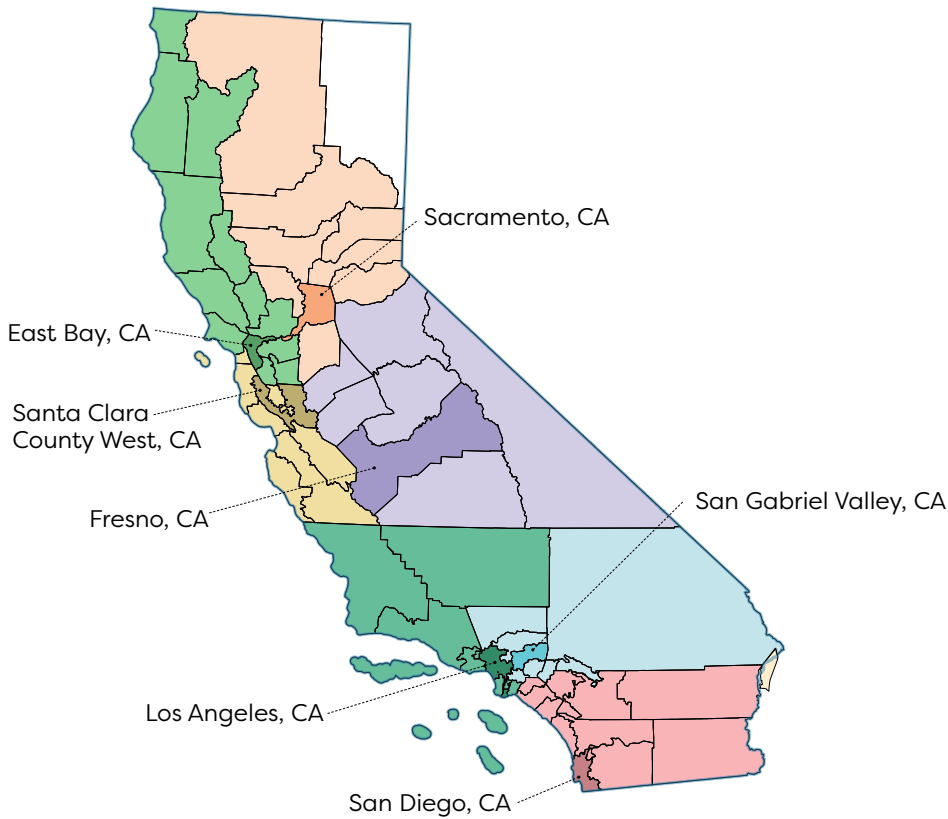 Sacramento, CA
East Bay, CA
Santa Clara
County West, CA
San Gabriel Valley, CA
Fresno, CA
Los Angeles, CA
San Diego, CA